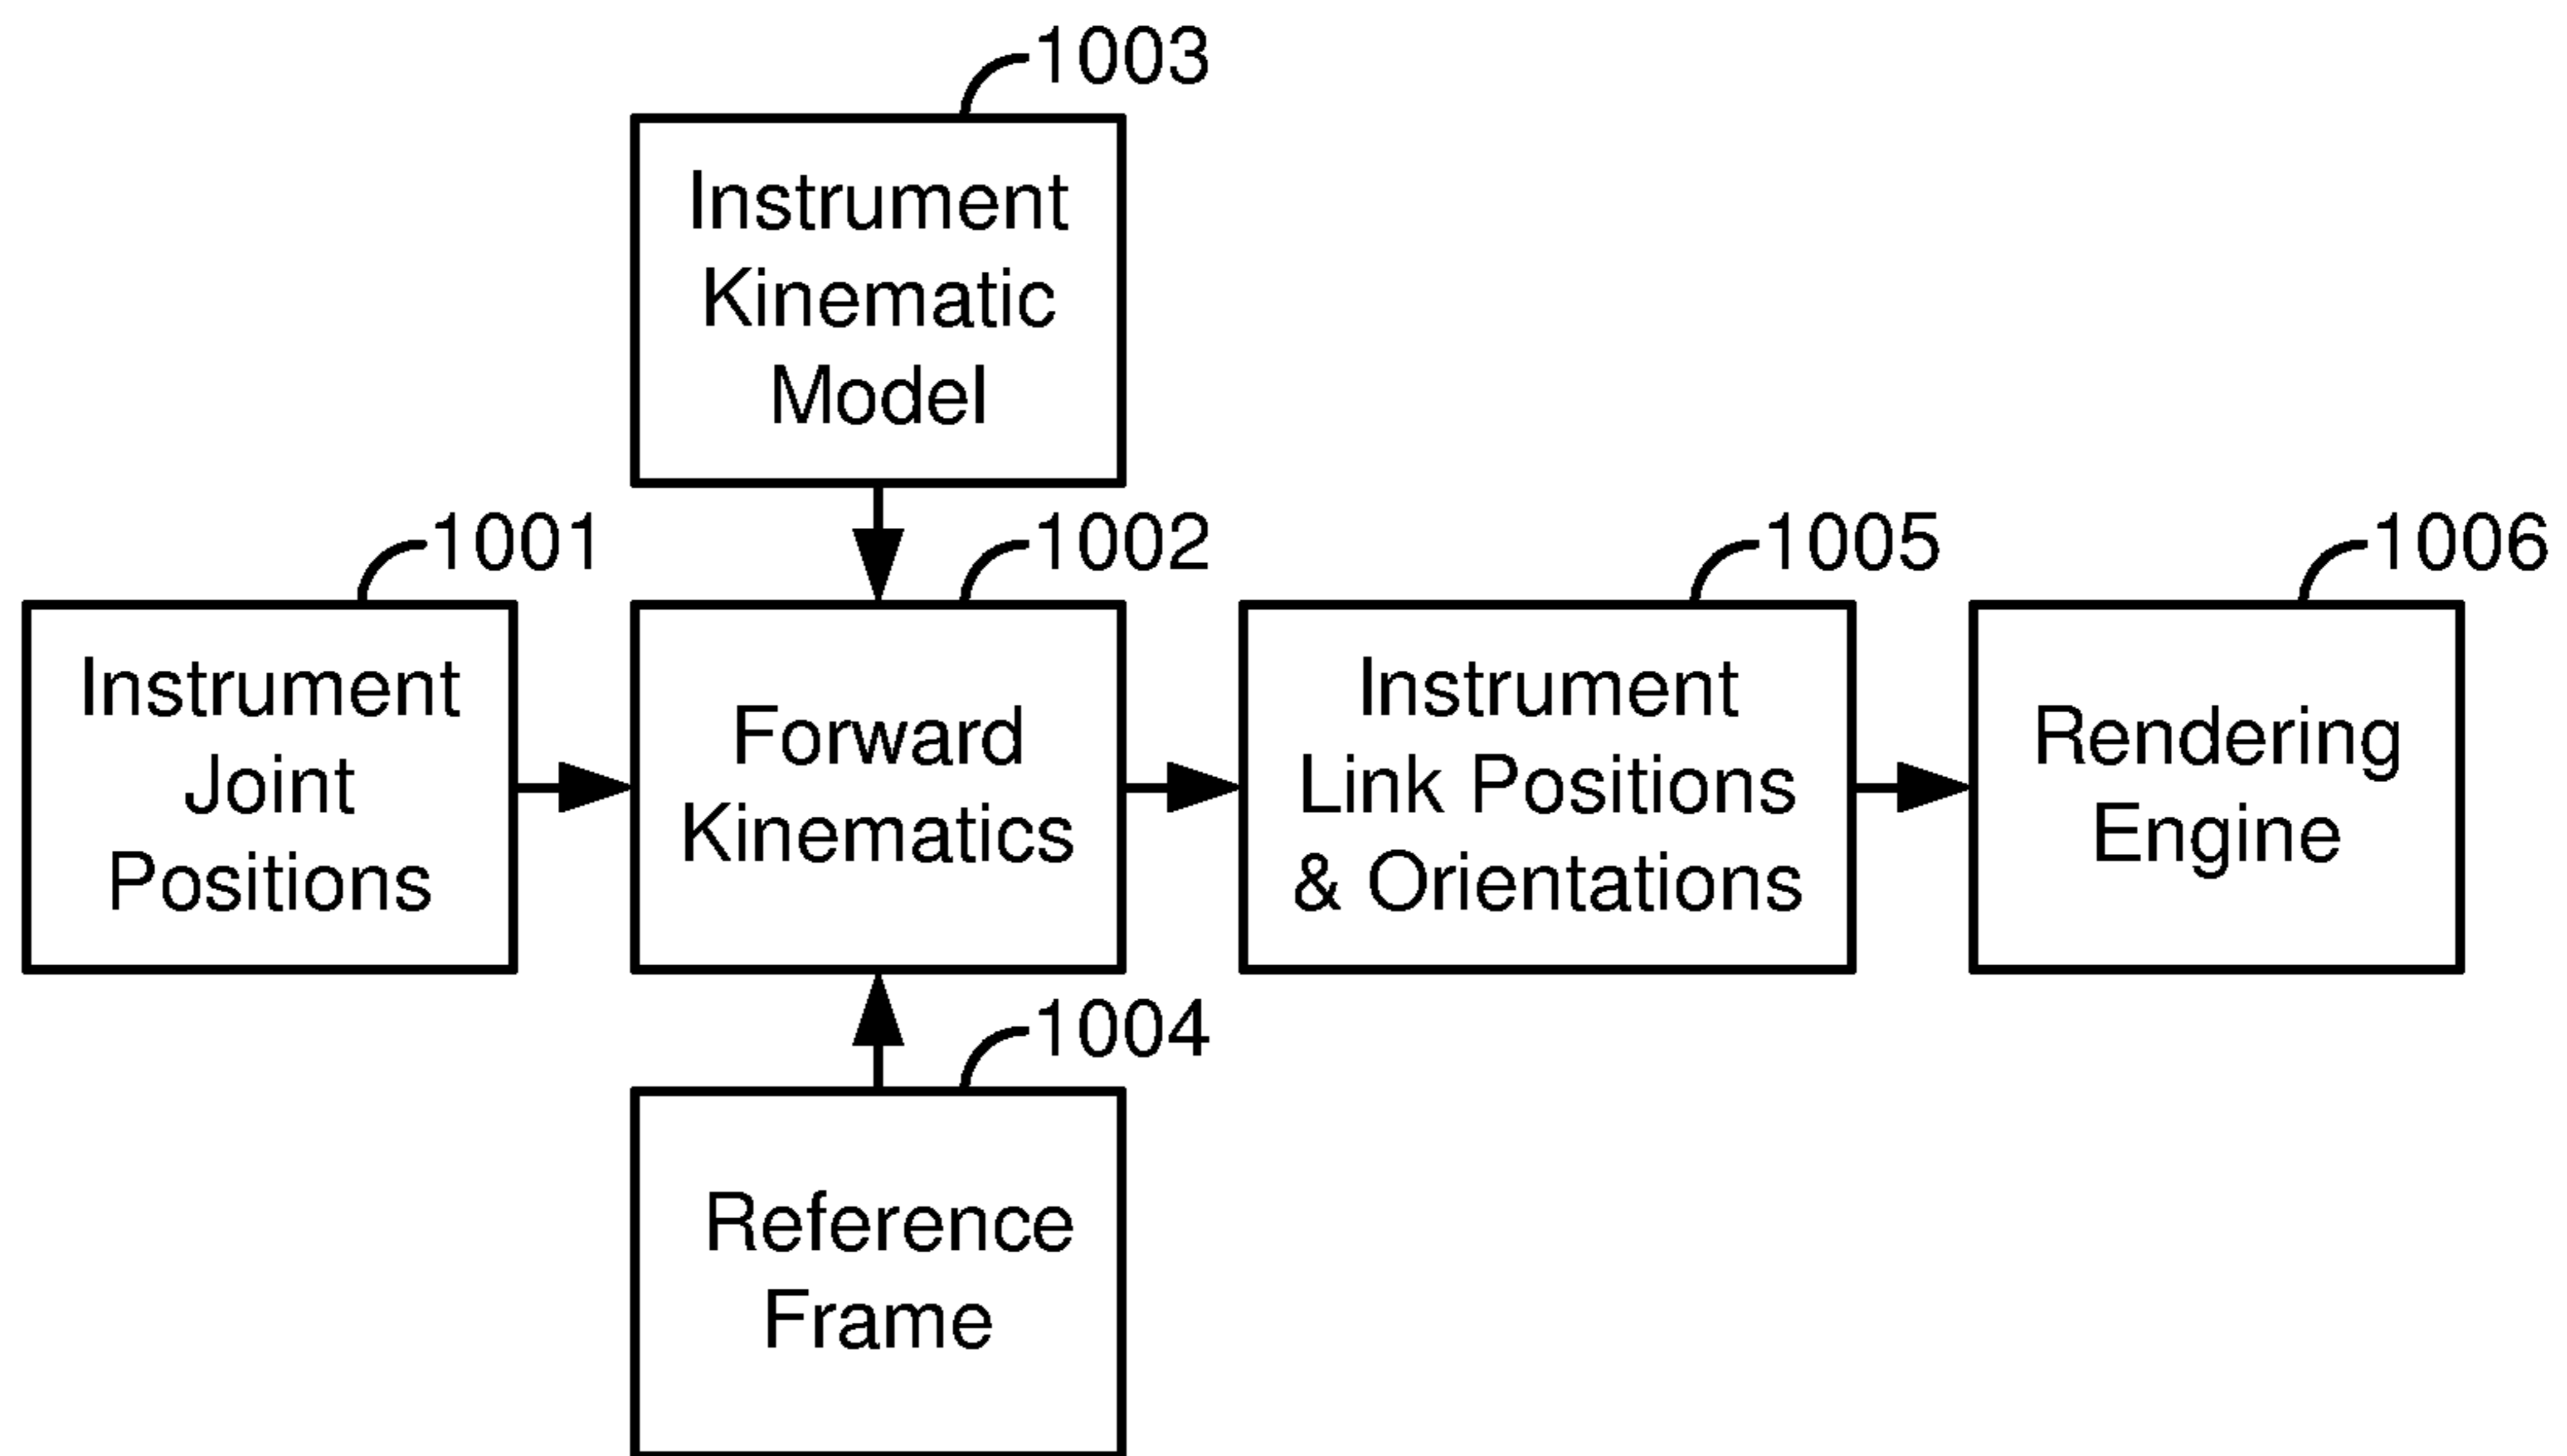 1003
Instrument
Kinematic
Model
1001
1002
1005
1006
Instrument
Joint
Positions
Forward
Kinematics
Instrument
Link Positions
& Orientations
Rendering
Engine
1004
Reference
Frame